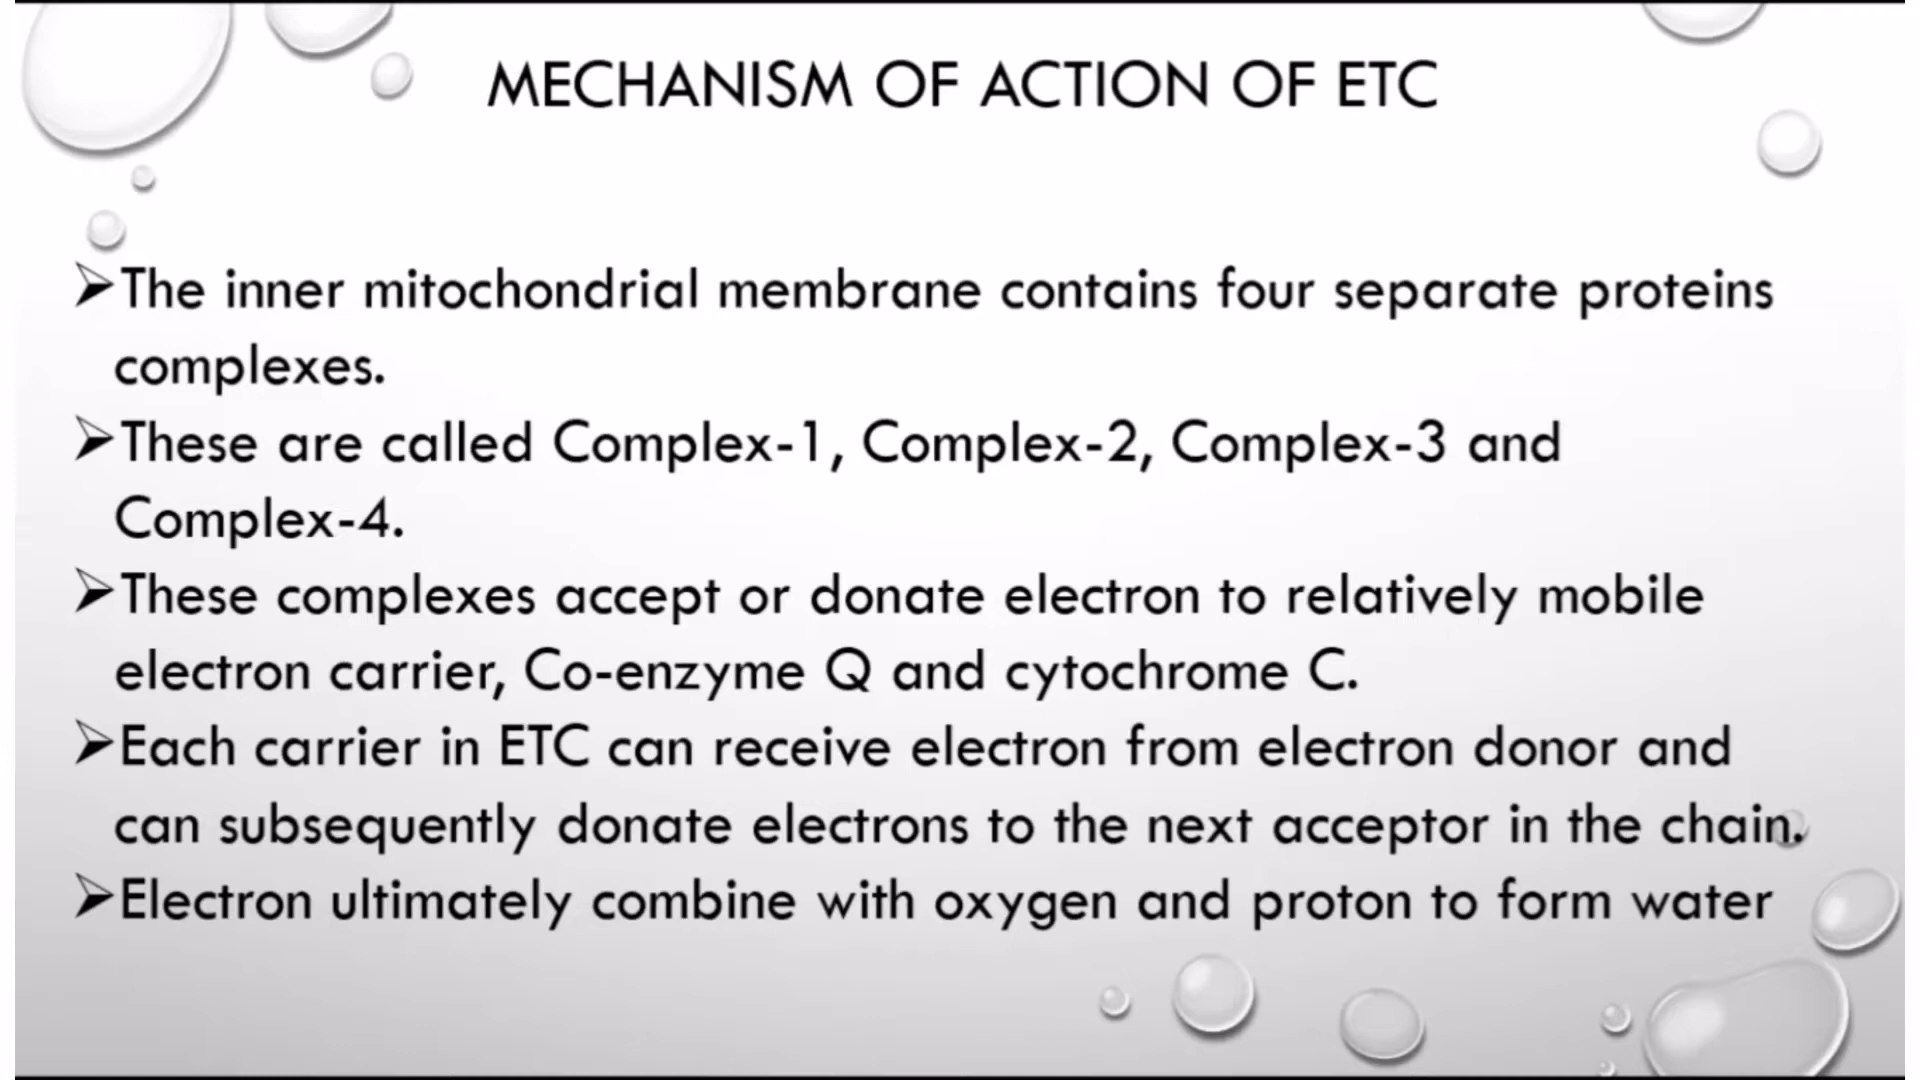 MECHANISM OF ACTION OF ETC
➢The inner mitochondrial membrane contains four separate proteins
complexes.
➢These are called Complex-1, Complex-2, Complex-3 and
Complex-4.
➢These complexes accept or donate electron to relatively mobile
electron carrier, Co-enzyme Q and cytochrome C.
➢Each carrier in ETC can receive electron from electron donor and
can subsequently donate electrons to the next acceptor in the chain.
➢Electron ultimately combine with oxygen and proton to form water